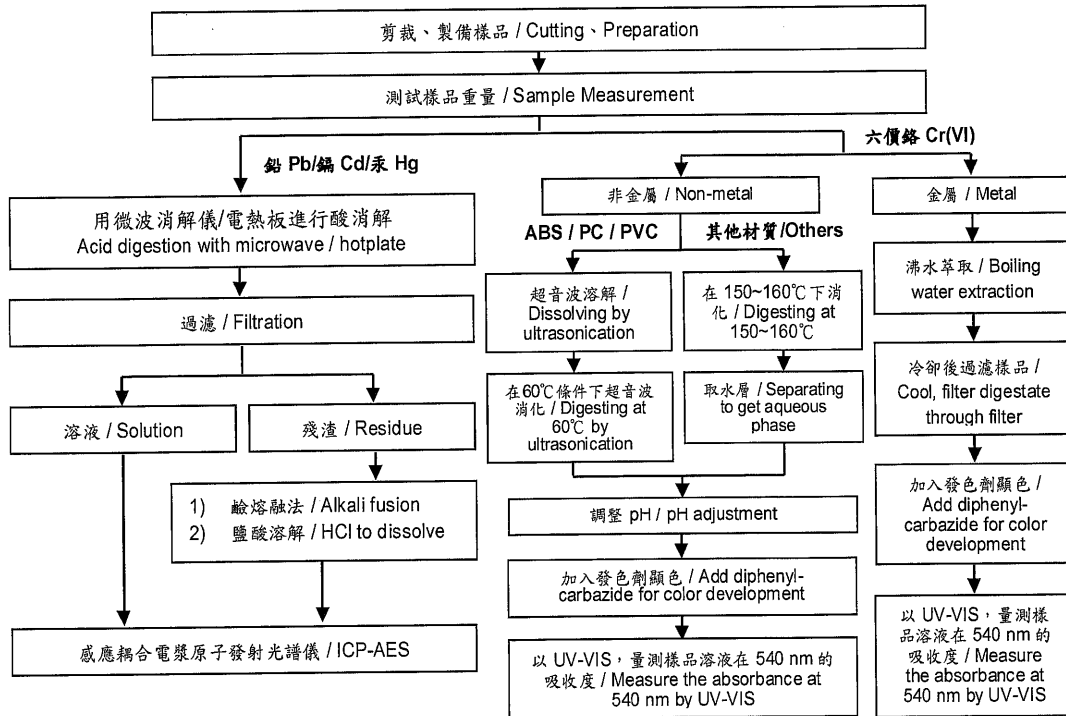 剪裁、製備樣品 / Cutting、Preparation
測試樣品重量 / Sample Measurement
鉛 Pb/鎘 Cd/汞 Hg
六價鉻 Cr(VI)
用微波消解儀/電熱板進行酸消解
Acid digestion with microwave / hotplate
過濾 / Filtration
溶液 / Solution
殘渣 / Residue
1) 鹼熔融法 / Alkali fusion
2) 鹽酸溶解 / HCl to dissolve
感應耦合電漿原子發射光譜儀 / ICP-AES
非金屬 / Non-metal
ABS / PC / PVC
其他材質/Others
超音波溶解 /
Dissolving by
ultrasonication
在60℃條件下超音波
消化 / Digesting at
60℃ by
ultrasonication
在 150~160℃下消
化 / Digesting at
150~160℃
取水層 / Separating
to get aqueous
phase
調整 pH / pH adjustment
加入發色劑顯色 / Add diphenyl-
carbazide for color development
以 UV-VIS，量測樣品溶液在 540 nm 的
吸收度 / Measure the absorbance at
540 nm by UV-VIS
金屬 / Metal
沸水萃取 / Boiling
water extraction
冷卻後過濾樣品 /
Cool, filter digestate
through filter
加入發色劑顯色 /
Add diphenyl-
carbazide for color
development
以 UV-VIS，量測樣
品溶液在 540 nm 的
吸收度 / Measure
the absorbance at
540 nm by UV-VIS